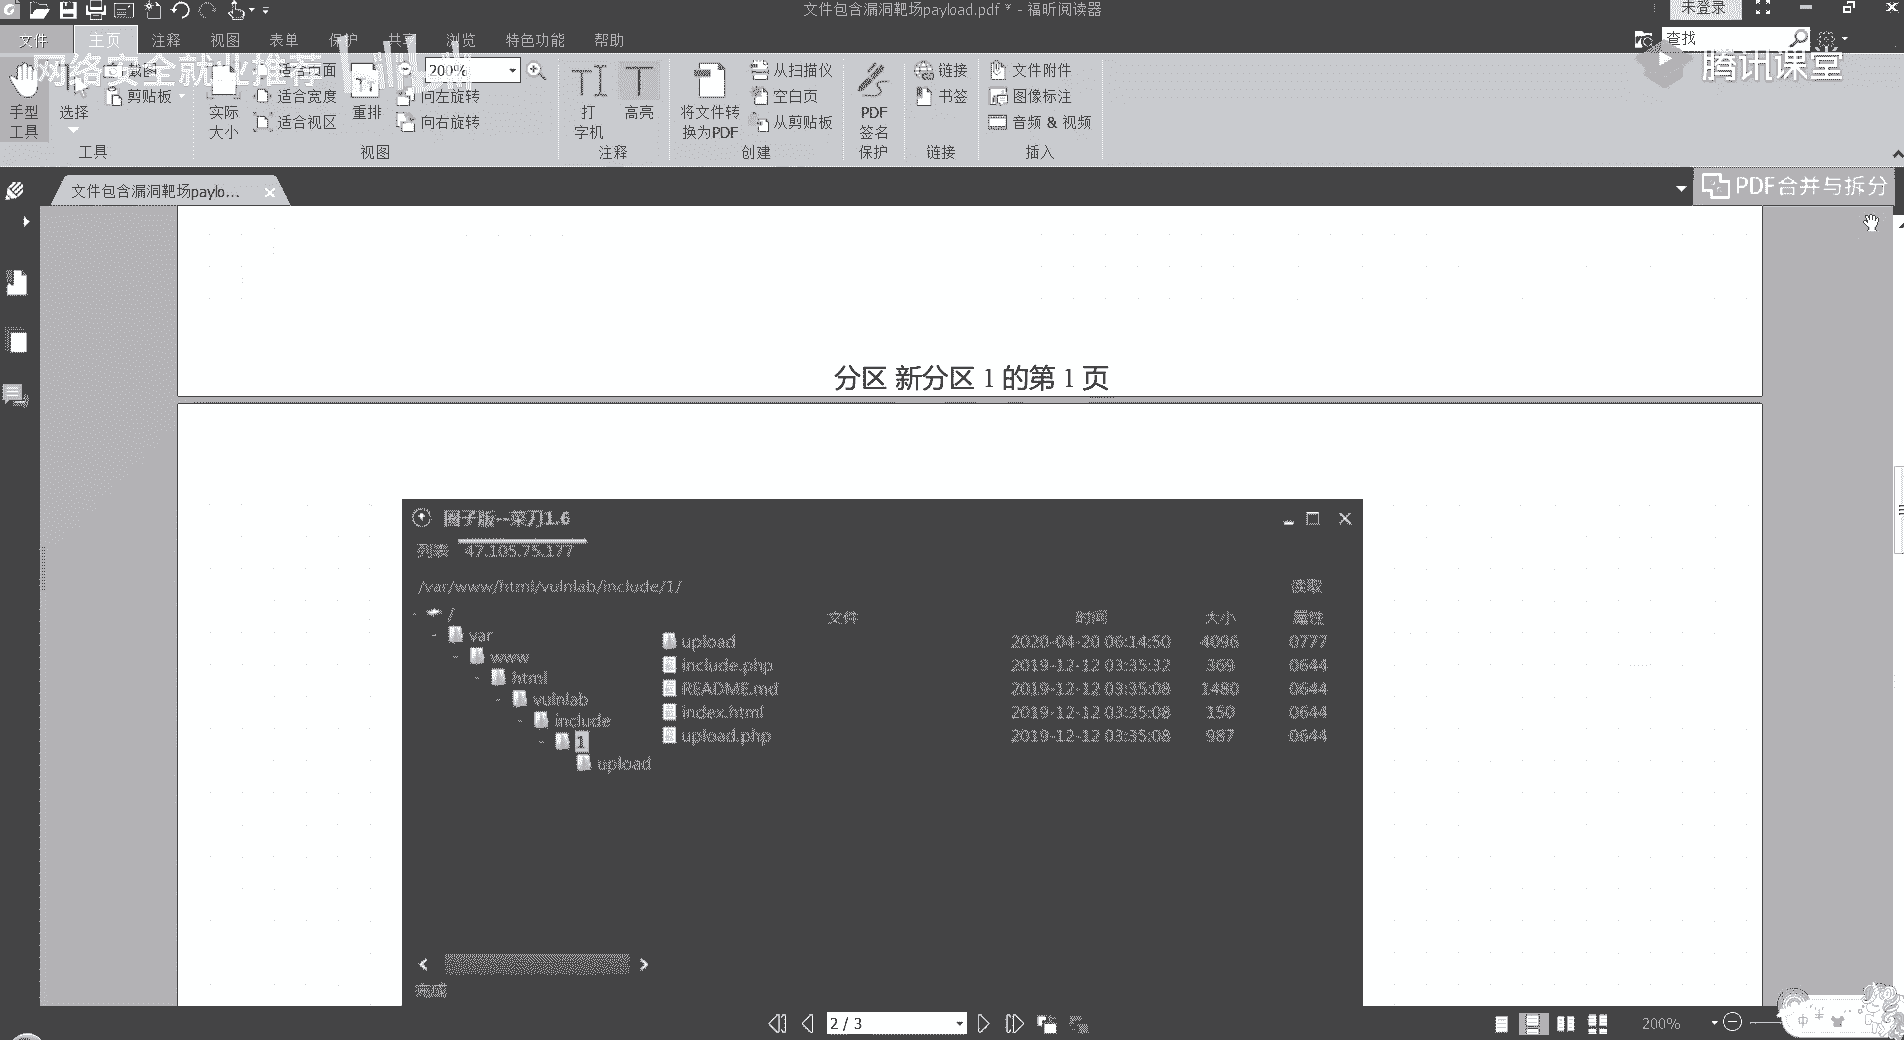 文件包含漏洞靶场payload.pdf * - 福昕阅读器
未登录
文件 主页 注释 视图 表单 保护 共享 浏览 特色功能 帮助
查找
网络安全就业推荐
腾讯课堂
手型
工具
选择
截图
剪贴板
实际
大小
适合页面
适合宽度
适合视区
重排
200%
向左旋转
向右旋转
打
字机
高亮
将文件转
换为PDF
从扫描仪
空白页
从剪贴板
PDF
签名
链接
书签
文件附件
图像标注
音频 & 视频
工具 视图 注释 创建 保护 链接 插入
文件包含漏洞靶场paylo...
PDF合并与拆分
分区 新分区 1 的第 1 页
圈子版--菜刀1.6
列表 47.105.75.177
/var/www/html/vulnlab/include/1/ 读取
文件 时间 大小 属性
/
var
www
html
vulnlab
include
1
upload
upload 2020-04-20 06:14:50 4096 0777
include.php 2019-12-12 03:35:32 369 0644
README.md 2019-12-12 03:35:08 1480 0644
index.html 2019-12-12 03:35:08 150 0644
upload.php 2019-12-12 03:35:08 987 0644
完成
2 / 3
200%
中